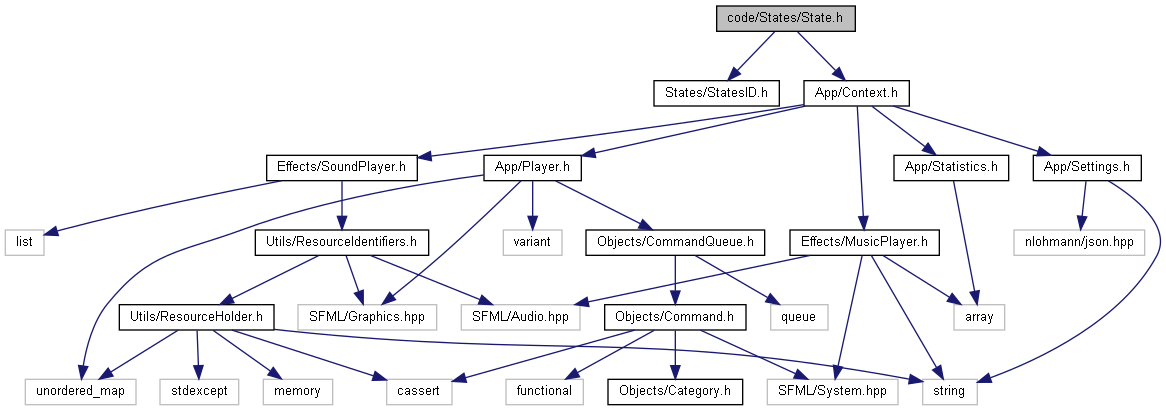 code/States/State.h
States/StatesID.h
App/Context.h
Effects/SoundPlayer.h
App/Player.h
App/Statistics.h
App/Settings.h
list
Utils/ResourceIdentifiers.h
variant
Objects/CommandQueue.h
Effects/MusicPlayer.h
nlohmann/json.hpp
Utils/ResourceHolder.h
SFML/Graphics.hpp
SFML/Audio.hpp
Objects/Command.h
queue
array
unordered_map
stdexcept
memory
cassert
functional
Objects/Category.h
SFML/System.hpp
string